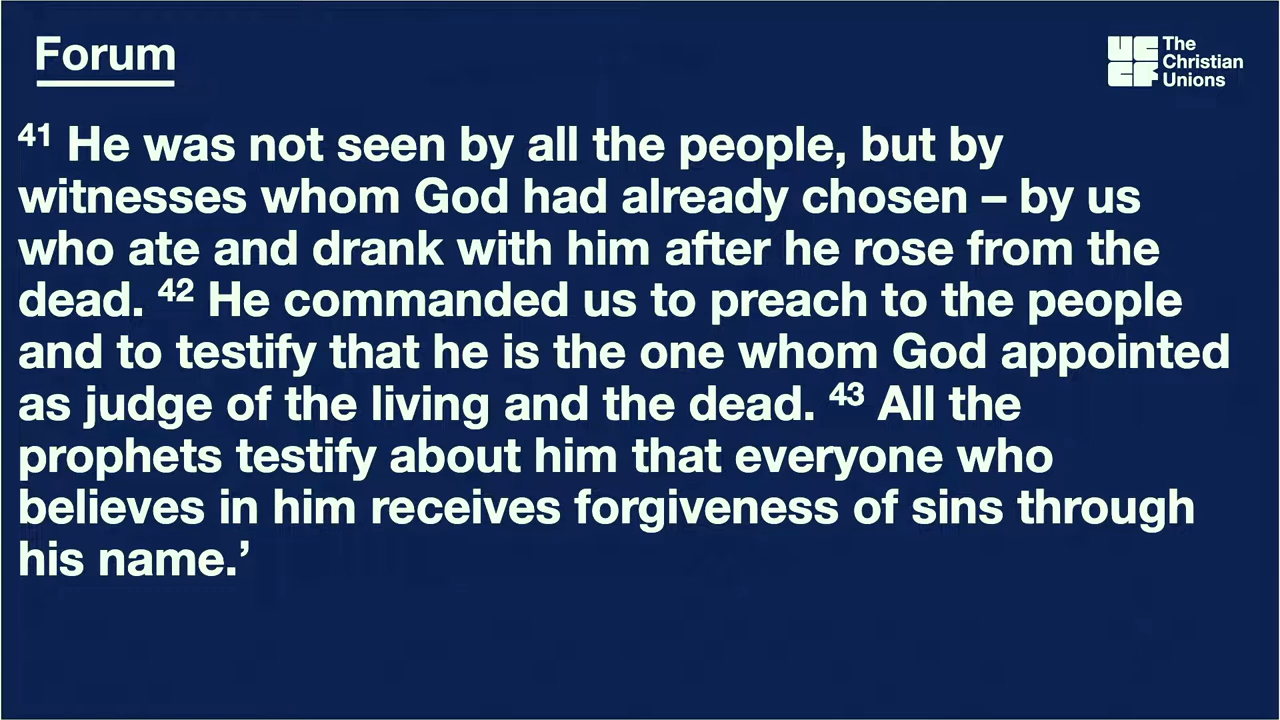 Forum
UCCF
The
Christian
Unions
41 He was not seen by all the people, but by
witnesses whom God had already chosen – by us
who ate and drank with him after he rose from the
dead. 42 He commanded us to preach to the people
and to testify that he is the one whom God appointed
as judge of the living and the dead. 43 All the
prophets testify about him that everyone who
believes in him receives forgiveness of sins through
his name.’